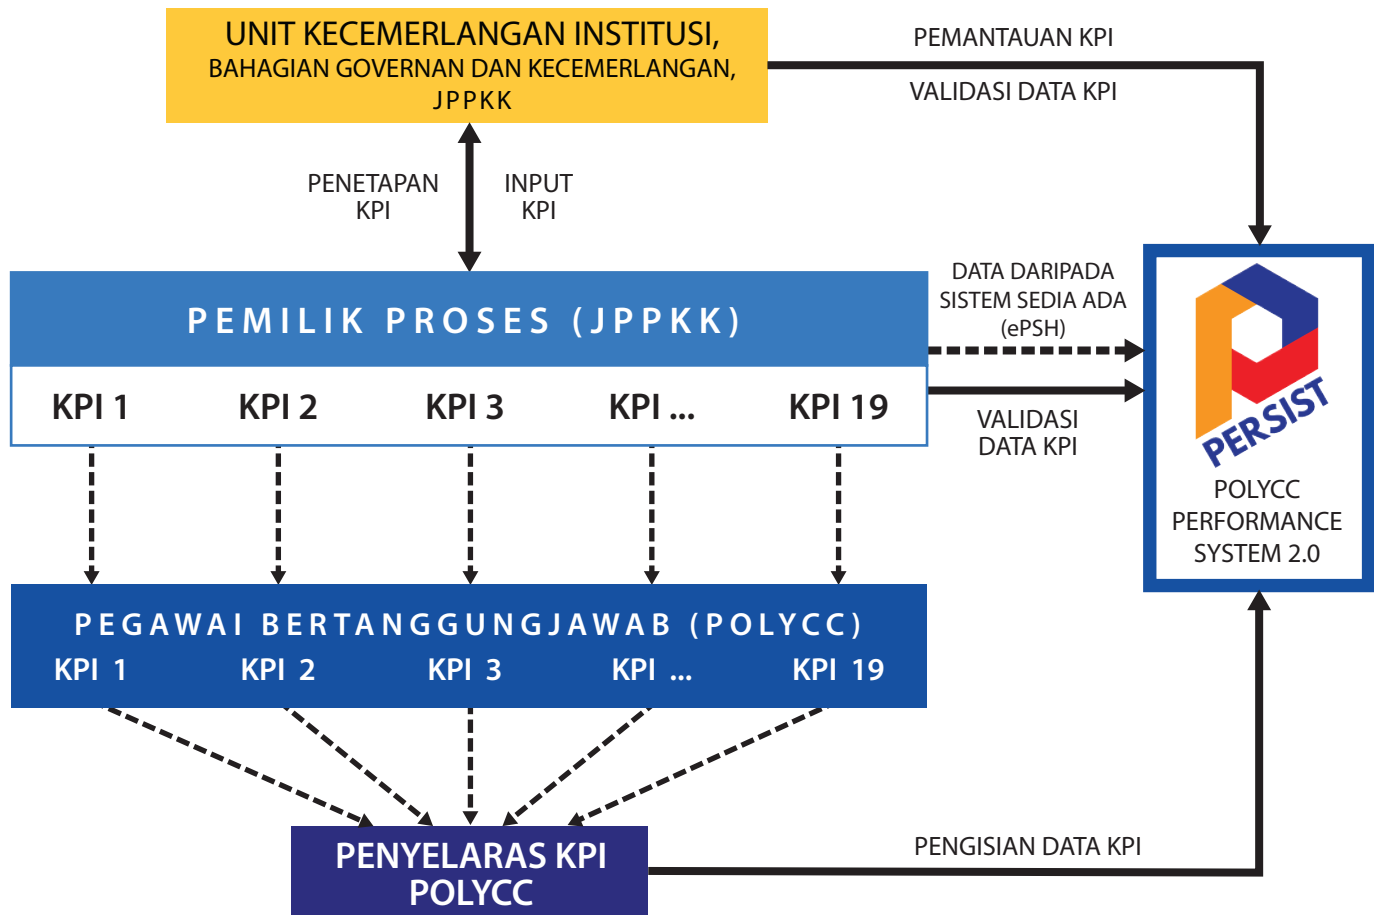 UNIT KECEMERLANGAN INSTITUSI,
BAHAGIAN GOVERNAN DAN KECEMERLANGAN,
JPPKK
PEMANTAUAN KPI
VALIDASI DATA KPI
PENETAPAN
KPI
INPUT
KPI
PEMILIK PROSES (JPPKK)
KPI 1 KPI 2 KPI 3 KPI ... KPI 19
DATA DARIPADA
SISTEM SEDIA ADA
(ePSH)
VALIDASI
DATA KPI
PERSIST
POLYCC
PERFORMANCE
SYSTEM 2.0
PEGAWAI BERTANGGUNGJAWAB (POLYCC)
KPI 1 KPI 2 KPI 3 KPI ... KPI 19
PENYELARAS KPI
POLYCC
PENGISIAN DATA KPI